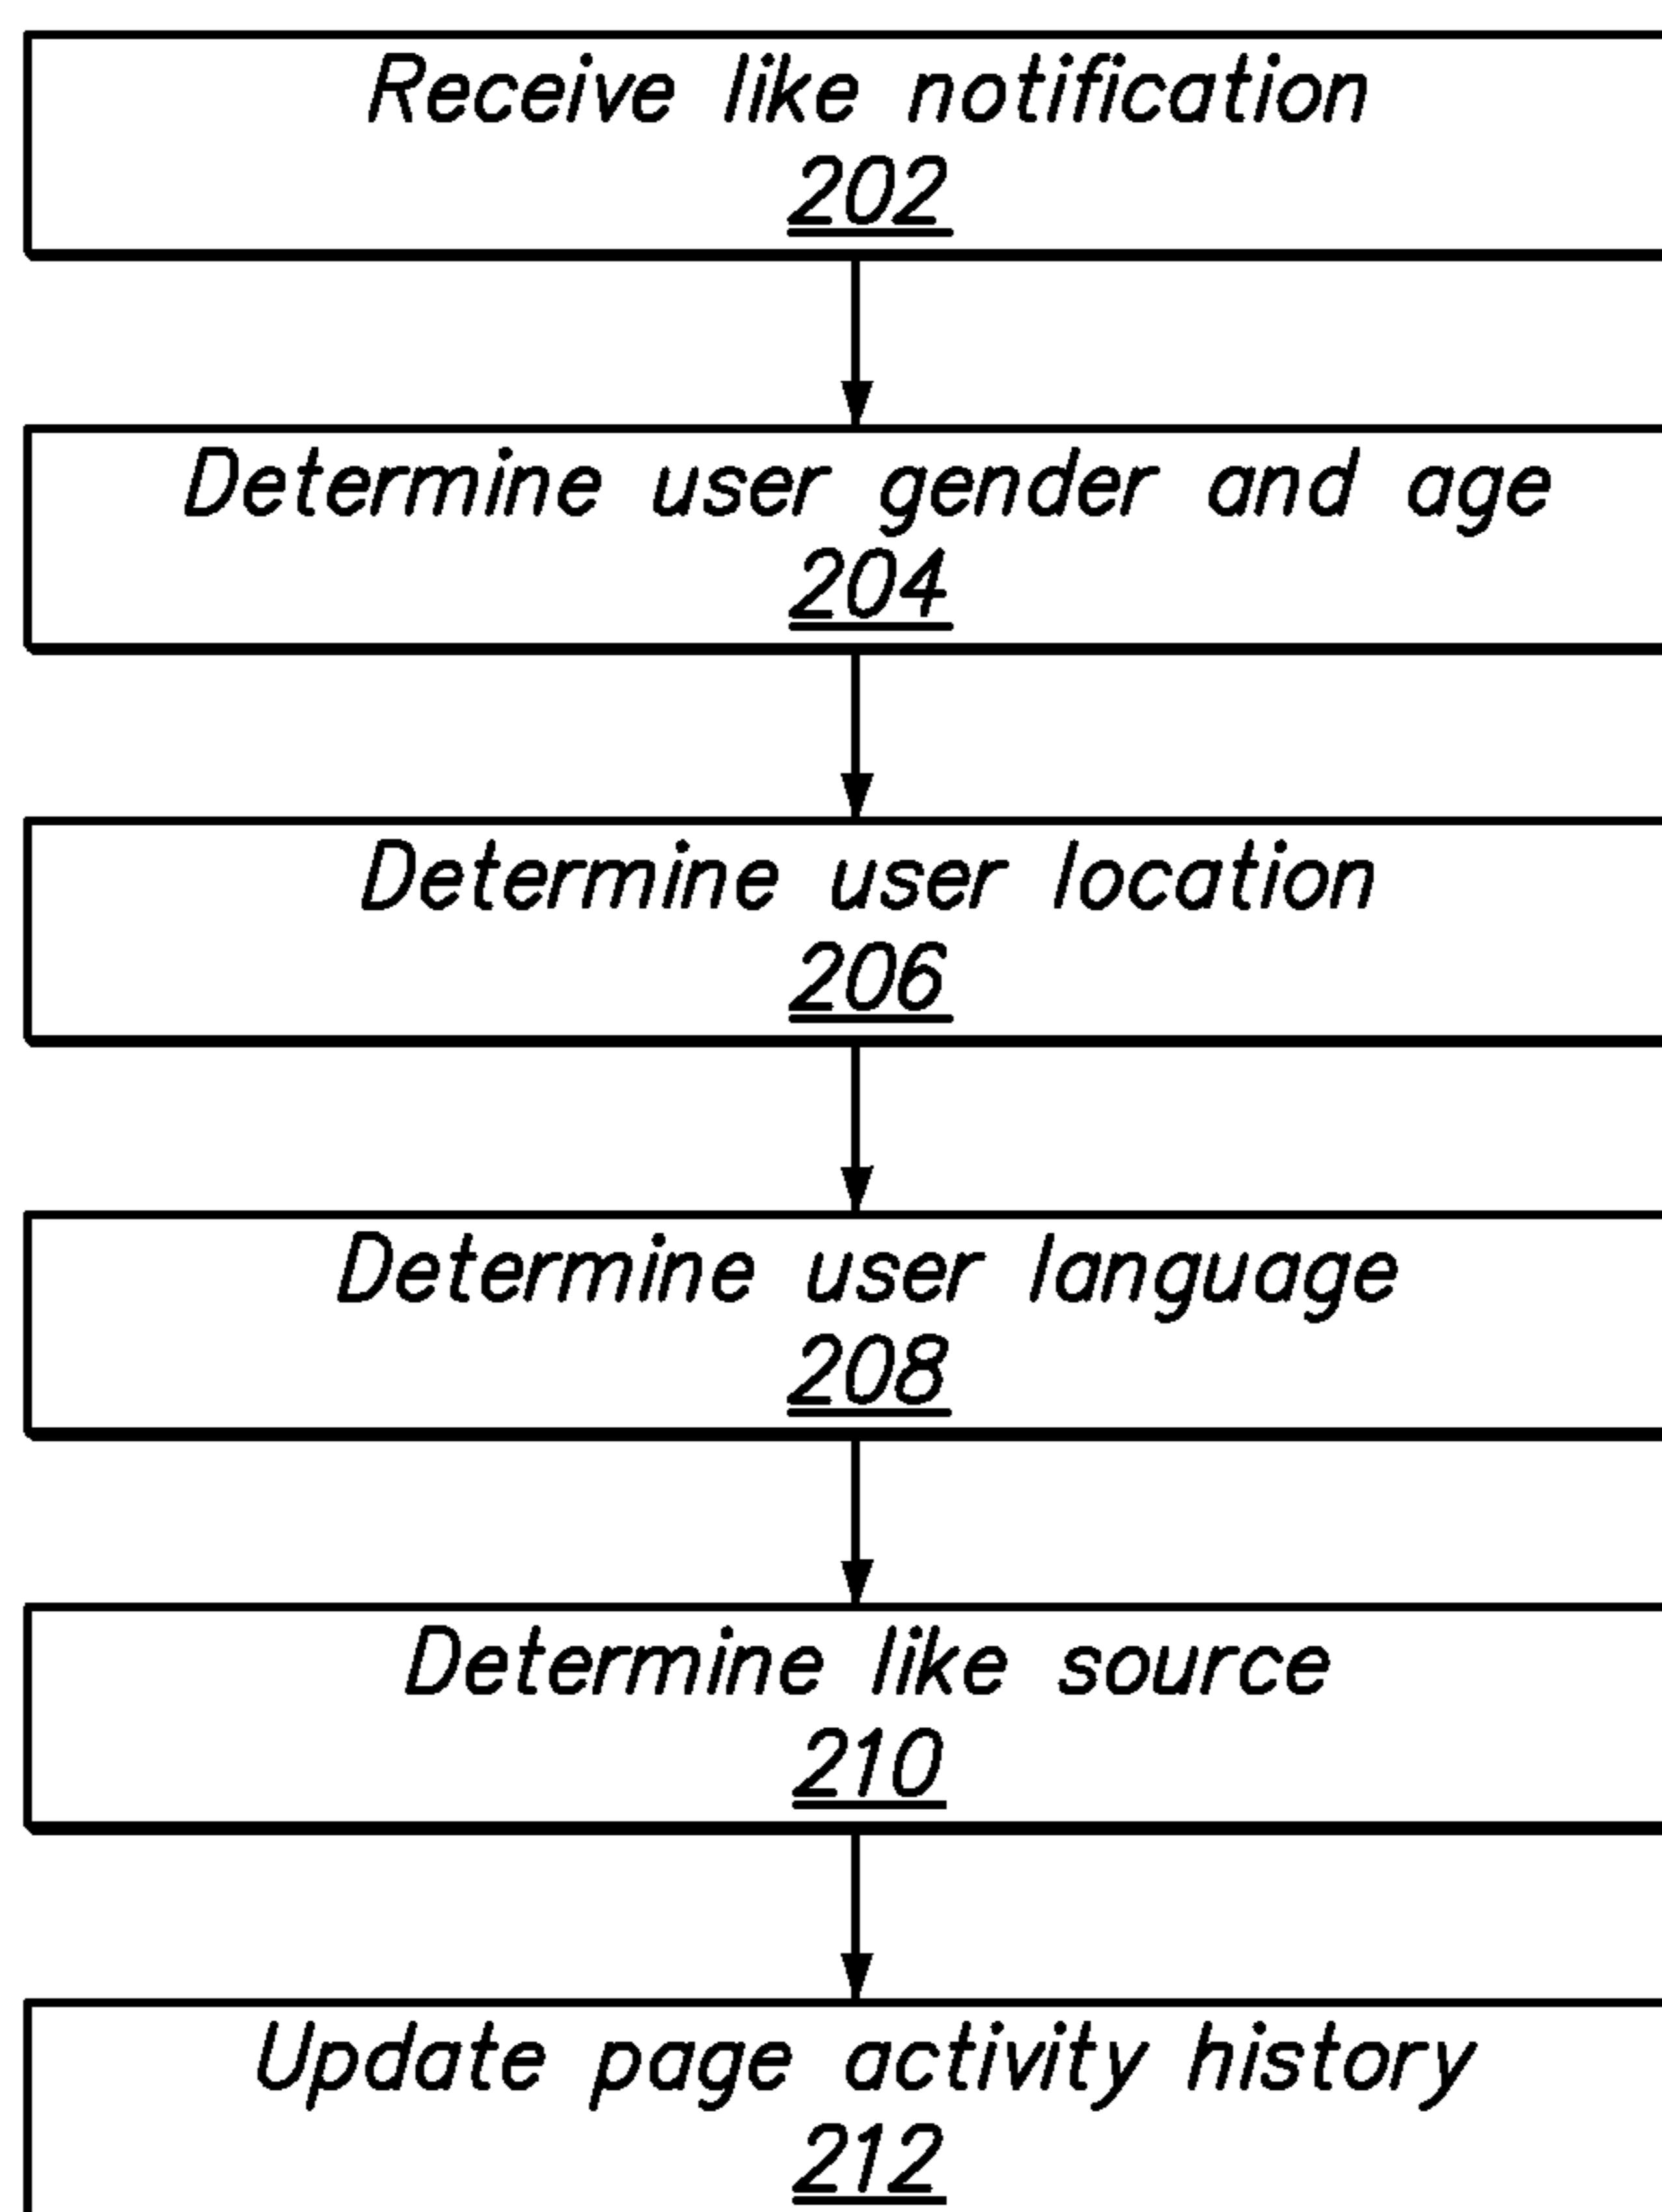 Receive like notification
202
Determine user gender and age
204
Determine user location
206
Determine user language
208
Determine like source
210
Update page activity history
212